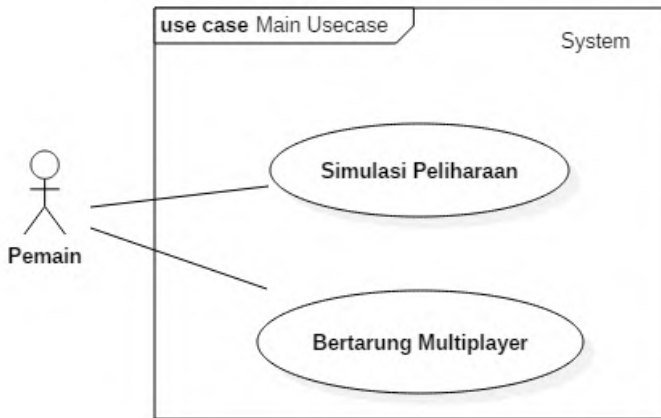 use case Main Usecase
System
Simulasi Peliharaan
Pemain
Bertarung Multiplayer